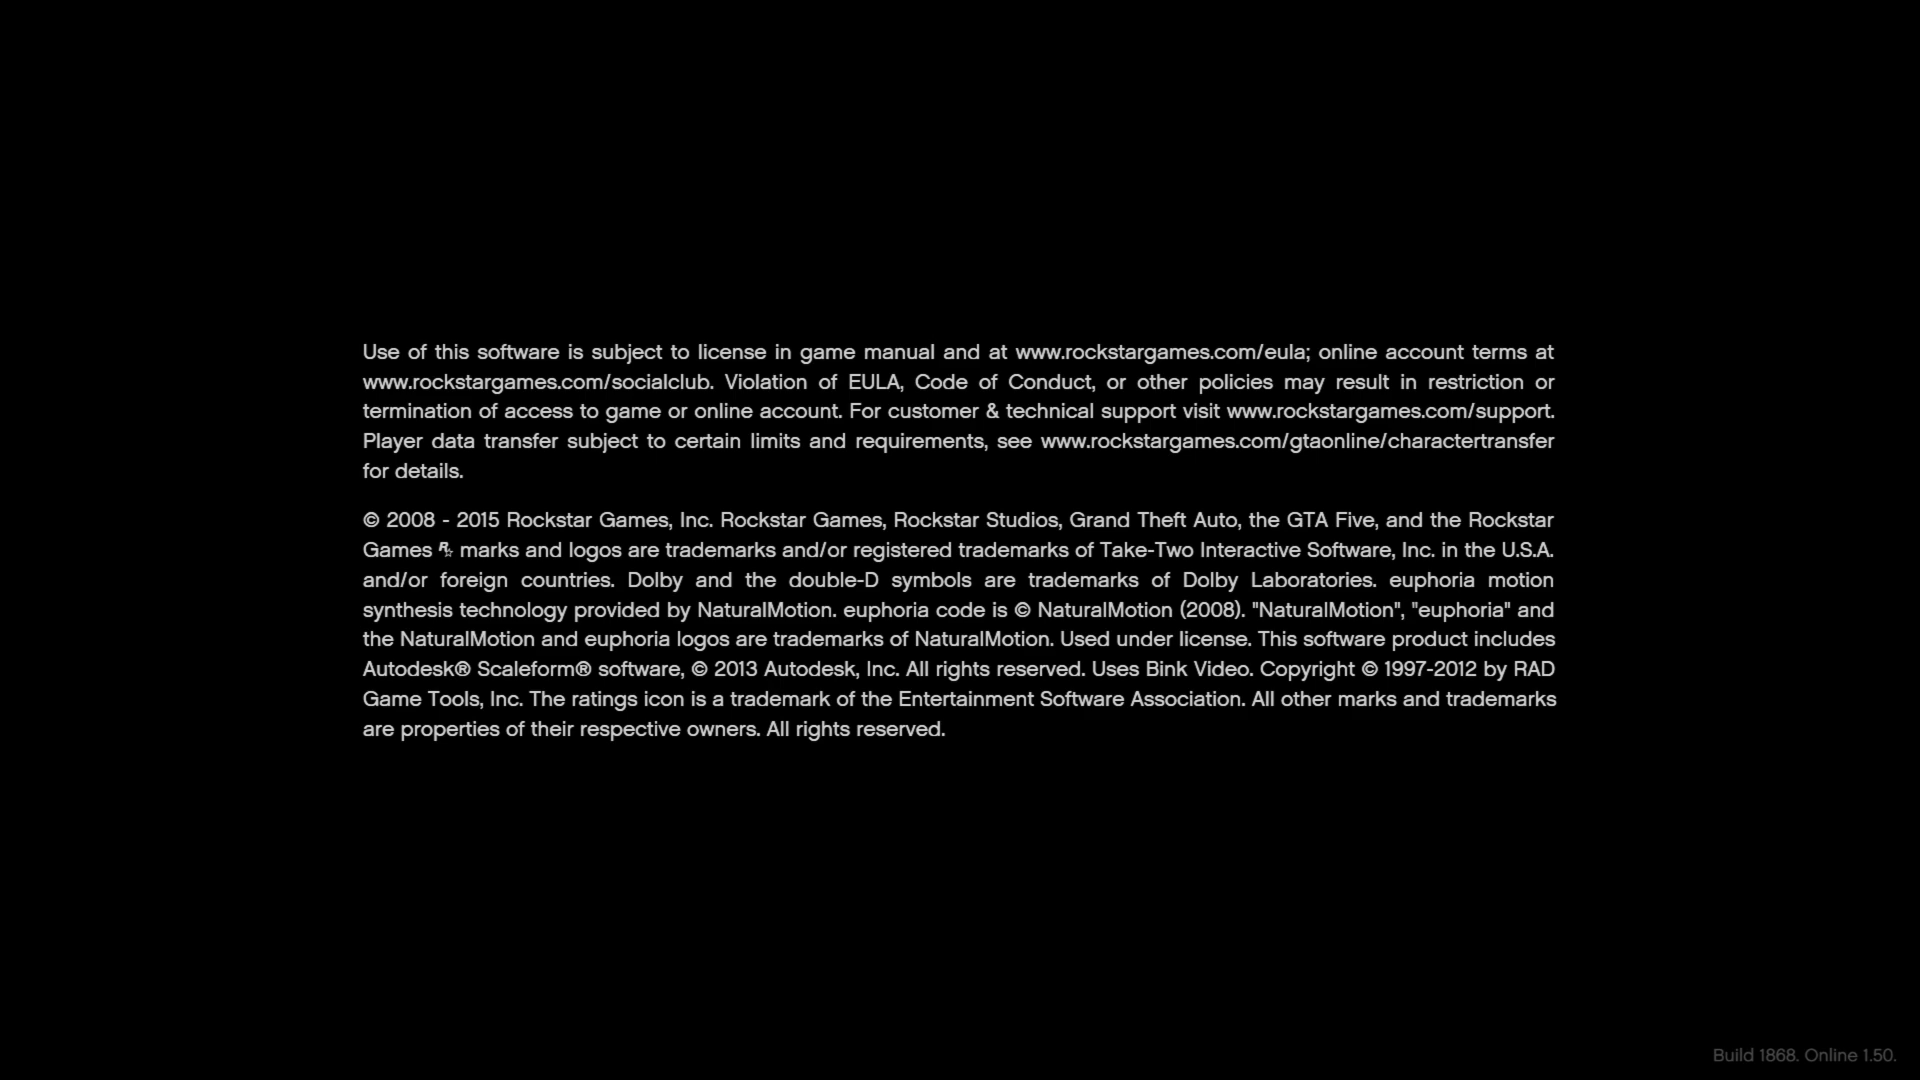 Use of this software is subject to license in game manual and at www.rockstargames.com/eula; online account terms at
www.rockstargames.com/socialclub. Violation of EULA, Code of Conduct, or other policies may result in restriction or
termination of access to game or online account. For customer & technical support visit www.rockstargames.com/support.
Player data transfer subject to certain limits and requirements, see www.rockstargames.com/gtaonline/charactertransfer
for details.
© 2008 - 2015 Rockstar Games, Inc. Rockstar Games, Rockstar Studios, Grand Theft Auto, the GTA Five, and the Rockstar
Games R* marks and logos are trademarks and/or registered trademarks of Take-Two Interactive Software, Inc. in the U.S.A.
and/or foreign countries. Dolby and the double-D symbols are trademarks of Dolby Laboratories. euphoria motion
synthesis technology provided by NaturalMotion. euphoria code is © NaturalMotion (2008). "NaturalMotion", "euphoria" and
the NaturalMotion and euphoria logos are trademarks of NaturalMotion. Used under license. This software product includes
Autodesk® Scaleform® software, © 2013 Autodesk, Inc. All rights reserved. Uses Bink Video. Copyright © 1997-2012 by RAD
Game Tools, Inc. The ratings icon is a trademark of the Entertainment Software Association. All other marks and trademarks
are properties of their respective owners. All rights reserved.
Build 1868. Online 1.50.